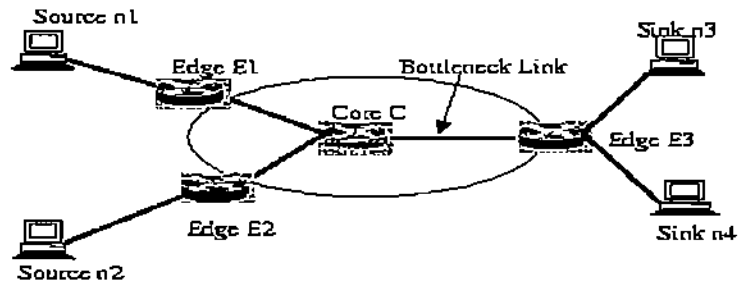 Source n1
Sink n3
Edge E1
Bottleneck Link
Core C
Edge E3
Edge E2
Sink n4
Source n2